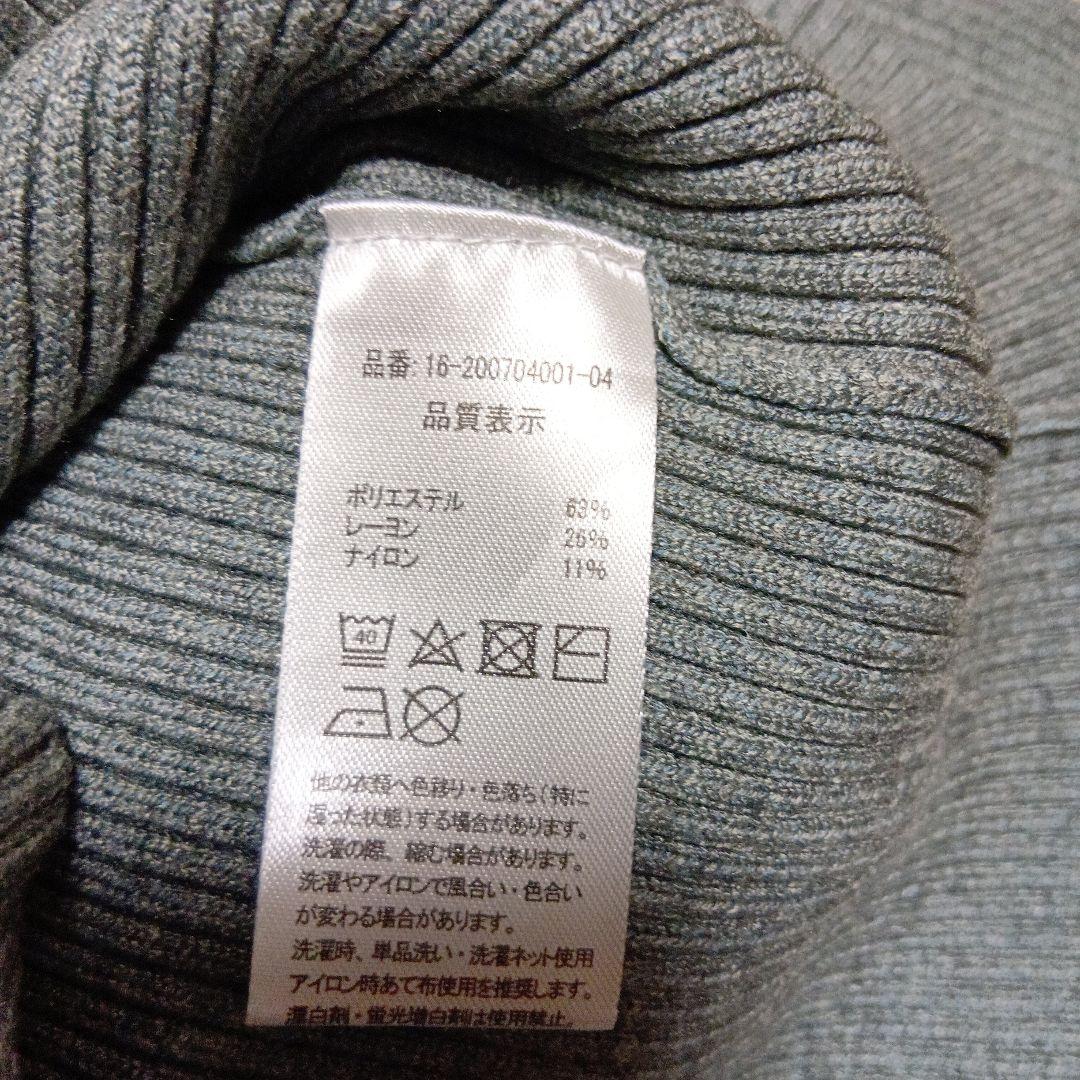 品番: 16-200704001-04
品質表示
ポリエステル 63%
レーヨン 26%
ナイロン 11%
40
他の衣類へ色移り・色落ち(特に
湿った状態)する場合があります。
洗濯の際、縮む場合があります。
洗濯やアイロンで風合い・色合い
が変わる場合があります。
洗濯時、単品洗い・洗濯ネット使用
アイロン時あて布使用を推奨します。
漂白剤・蛍光増白剤は使用禁止。